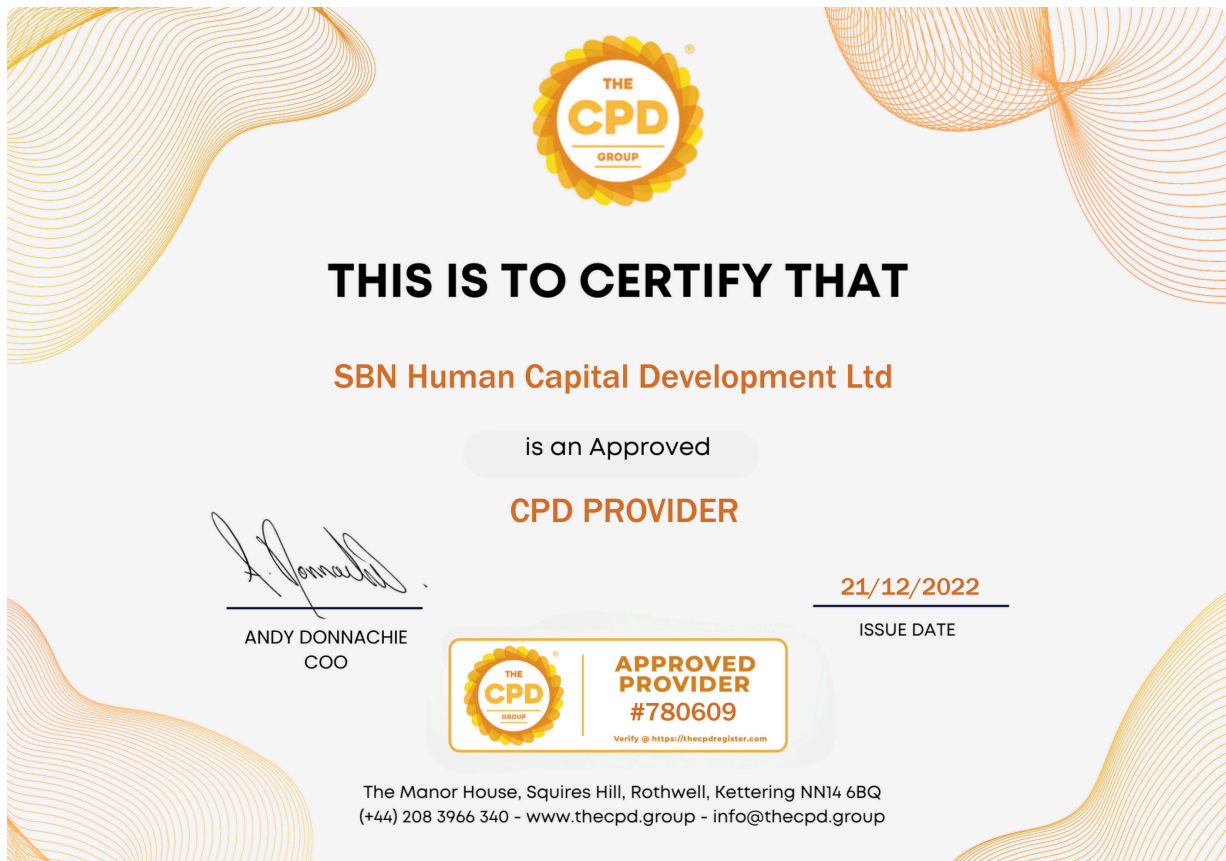 THE
CPD
GROUP
®
THIS IS TO CERTIFY THAT
SBN Human Capital Development Ltd
is an Approved
CPD PROVIDER
A. Donnachie
21/12/2022
ANDY DONNACHIE
COO
ISSUE DATE
THE
CPD
GROUP
®
APPROVED
PROVIDER
#780609
Verify @ https://thecpdregister.com
The Manor House, Squires Hill, Rothwell, Kettering NN14 6BQ
(+44) 208 3966 340 - www.thecpd.group - info@thecpd.group